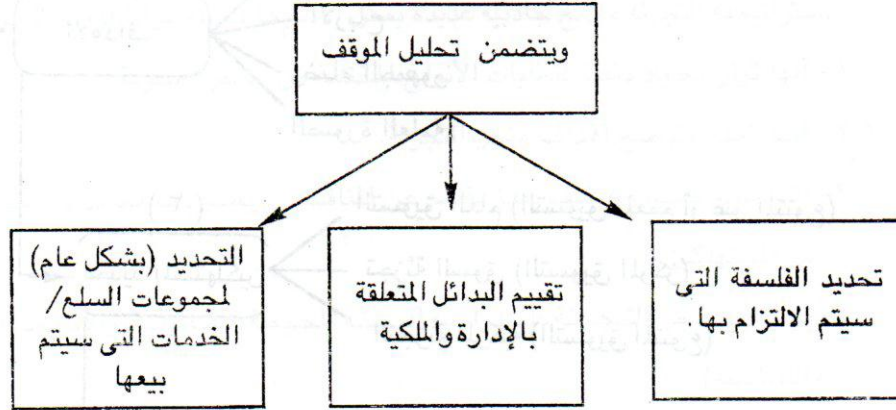 ويتضمن تحليل الموقف
تحديد الفلسفة التى
سيتم الالتزام بها.
تقييم البدائل المتعلقة
بالإدارة والملكية
التحديد (بشكل عام)
لمجموعات السلع/
الخدمات التى سيتم
بيعها